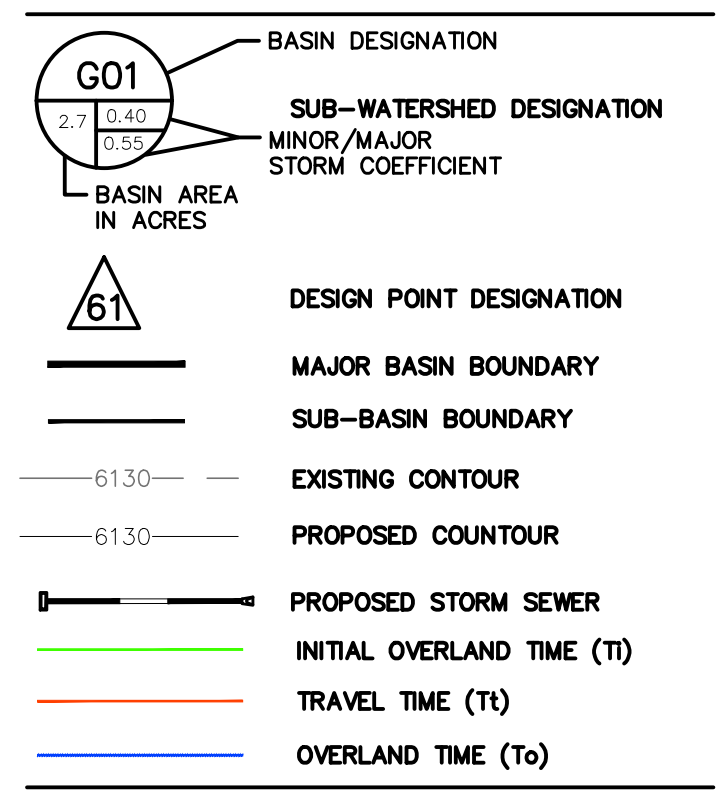 BASIN DESIGNATION
G01
2.7
0.40
0.55
SUB-WATERSHED DESIGNATION
MINOR/MAJOR
STORM COEFFICIENT
BASIN AREA
IN ACRES
61
DESIGN POINT DESIGNATION
MAJOR BASIN BOUNDARY
SUB-BASIN BOUNDARY
6130
EXISTING CONTOUR
6130
PROPOSED COUNTOUR
PROPOSED STORM SEWER
INITIAL OVERLAND TIME (Ti)
TRAVEL TIME (Tt)
OVERLAND TIME (To)